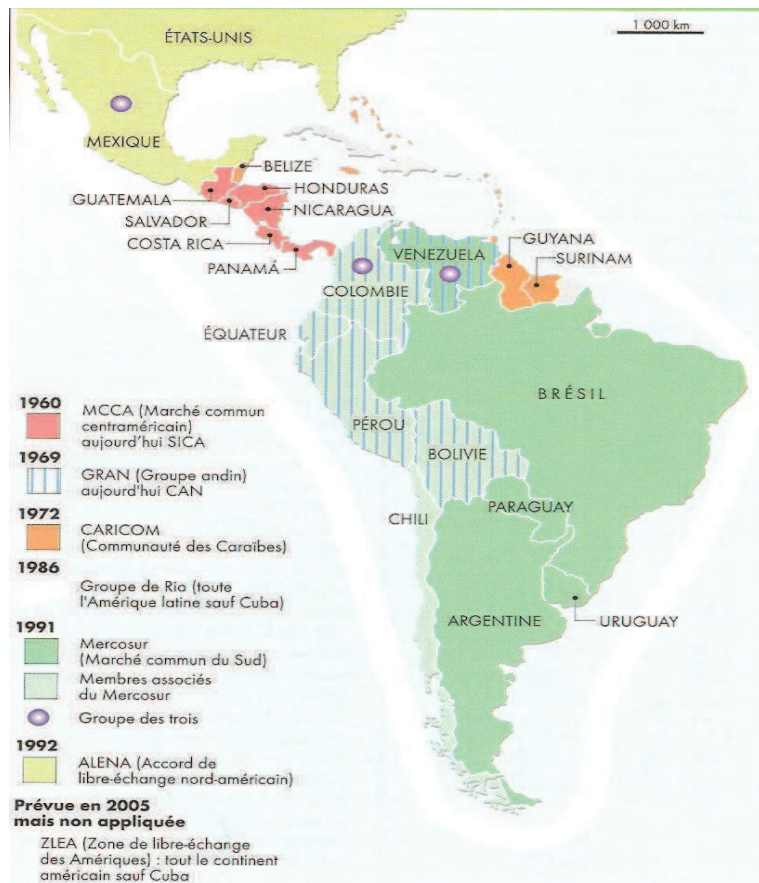 ÉTATS-UNIS
1 000 km
MEXIQUE
BELIZE
HONDURAS
GUATEMALA
NICARAGUA
SALVADOR
COSTA RICA
PANAMÁ
VENEZUELA
GUYANA
SURINAM
COLOMBIE
ÉQUATEUR
BRÉSIL
PÉROU
BOLIVIE
PARAGUAY
CHILI
ARGENTINE
URUGUAY
1960
MCCA (Marché commun
centraméricain)
aujourd'hui SICA
1969
GRAN (Groupe andin)
aujourd'hui CAN
1972
CARICOM
(Communauté des Caraïbes)
1986
Groupe de Rio (toute
l'Amérique latine sauf Cuba)
1991
Mercosur
(Marché commun du Sud)
Membres associés
du Mercosur
Groupe des trois
1992
ALENA (Accord de
libre-échange nord-américain)
Prévue en 2005
mais non appliquée
ZLEA (Zone de libre-échange
des Amériques) : tout le continent
américain sauf Cuba